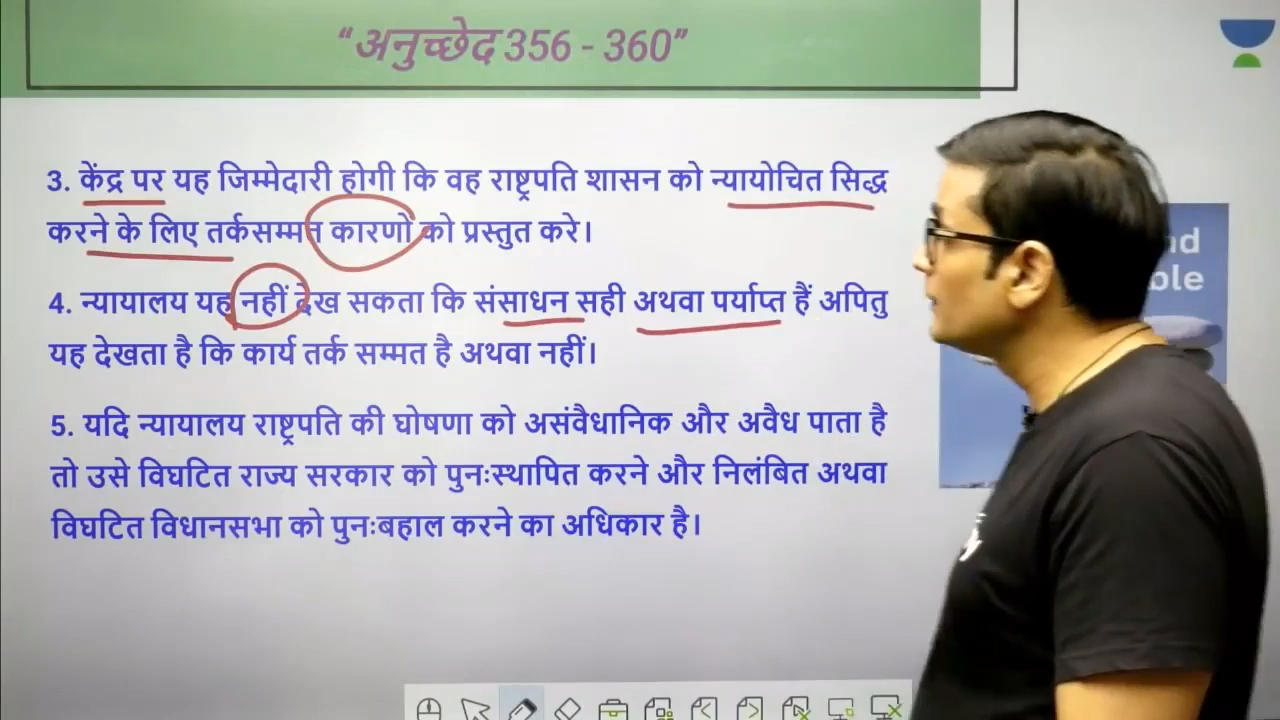 “अनुच्छेद 356 - 360”
3. केंद्र पर यह जिम्मेदारी होगी कि वह राष्ट्रपति शासन को न्यायोचित सिद्ध
करने के लिए तर्कसम्मत कारणों को प्रस्तुत करे।
4. न्यायालय यह नहीं देख सकता कि संसाधन सही अथवा पर्याप्त हैं अपितु
यह देखता है कि कार्य तर्क सम्मत है अथवा नहीं।
5. यदि न्यायालय राष्ट्रपति की घोषणा को असंवैधानिक और अवैध पाता है
तो उसे विघटित राज्य सरकार को पुनःस्थापित करने और निलंबित अथवा
विघटित विधानसभा को पुनःबहाल करने का अधिकार है।